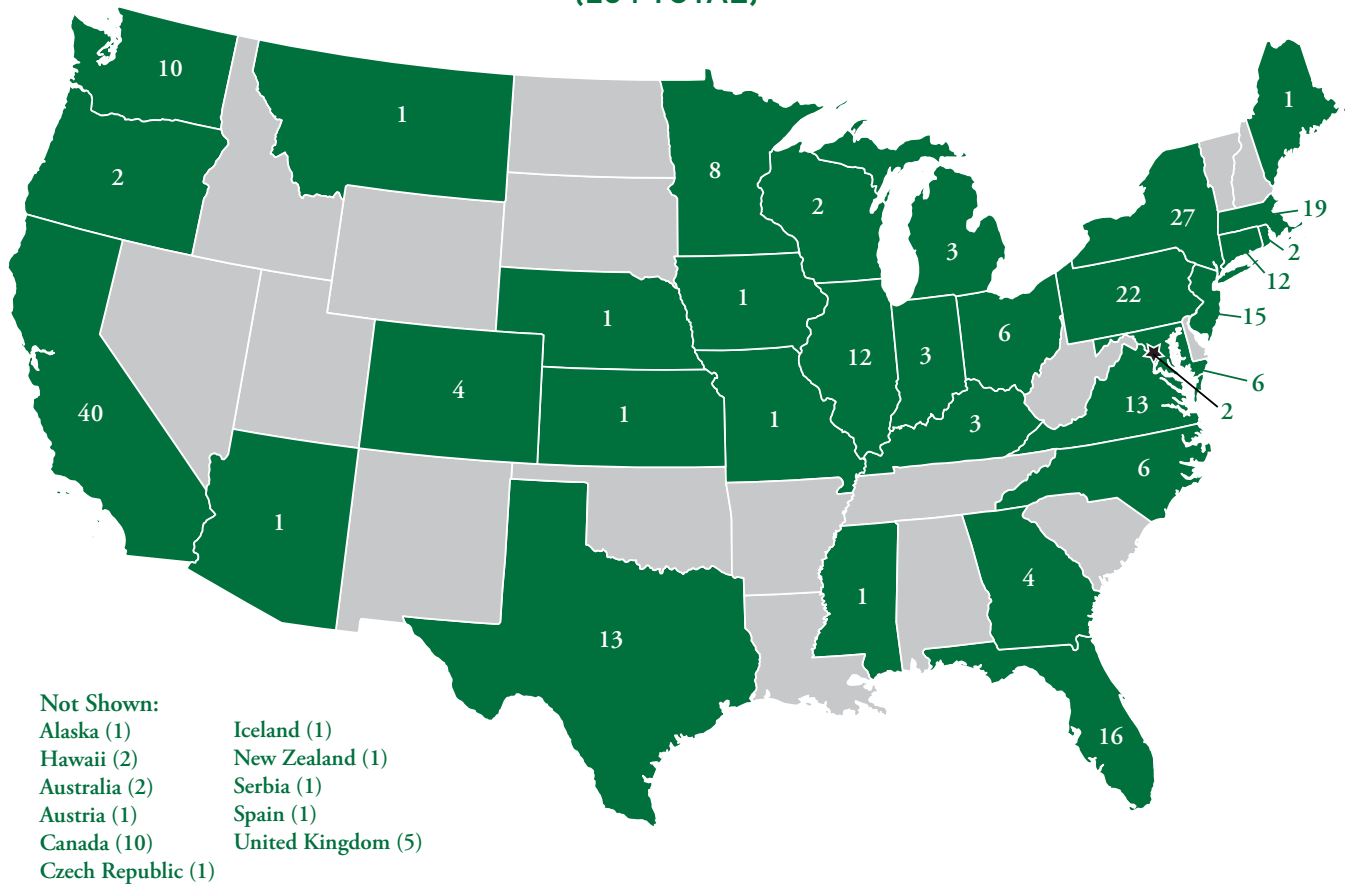 TOTAL)
10
1
1
2
8
2
27
19
3
2
12
1
22
15
1
6
12
3
6
4
2
40
1
1
13
3
6
1
4
1
13
16
Not Shown:
Alaska (1)
Hawaii (2)
Australia (2)
Austria (1)
Canada (10)
Czech Republic (1)
Iceland (1)
New Zealand (1)
Serbia (1)
Spain (1)
United Kingdom (5)